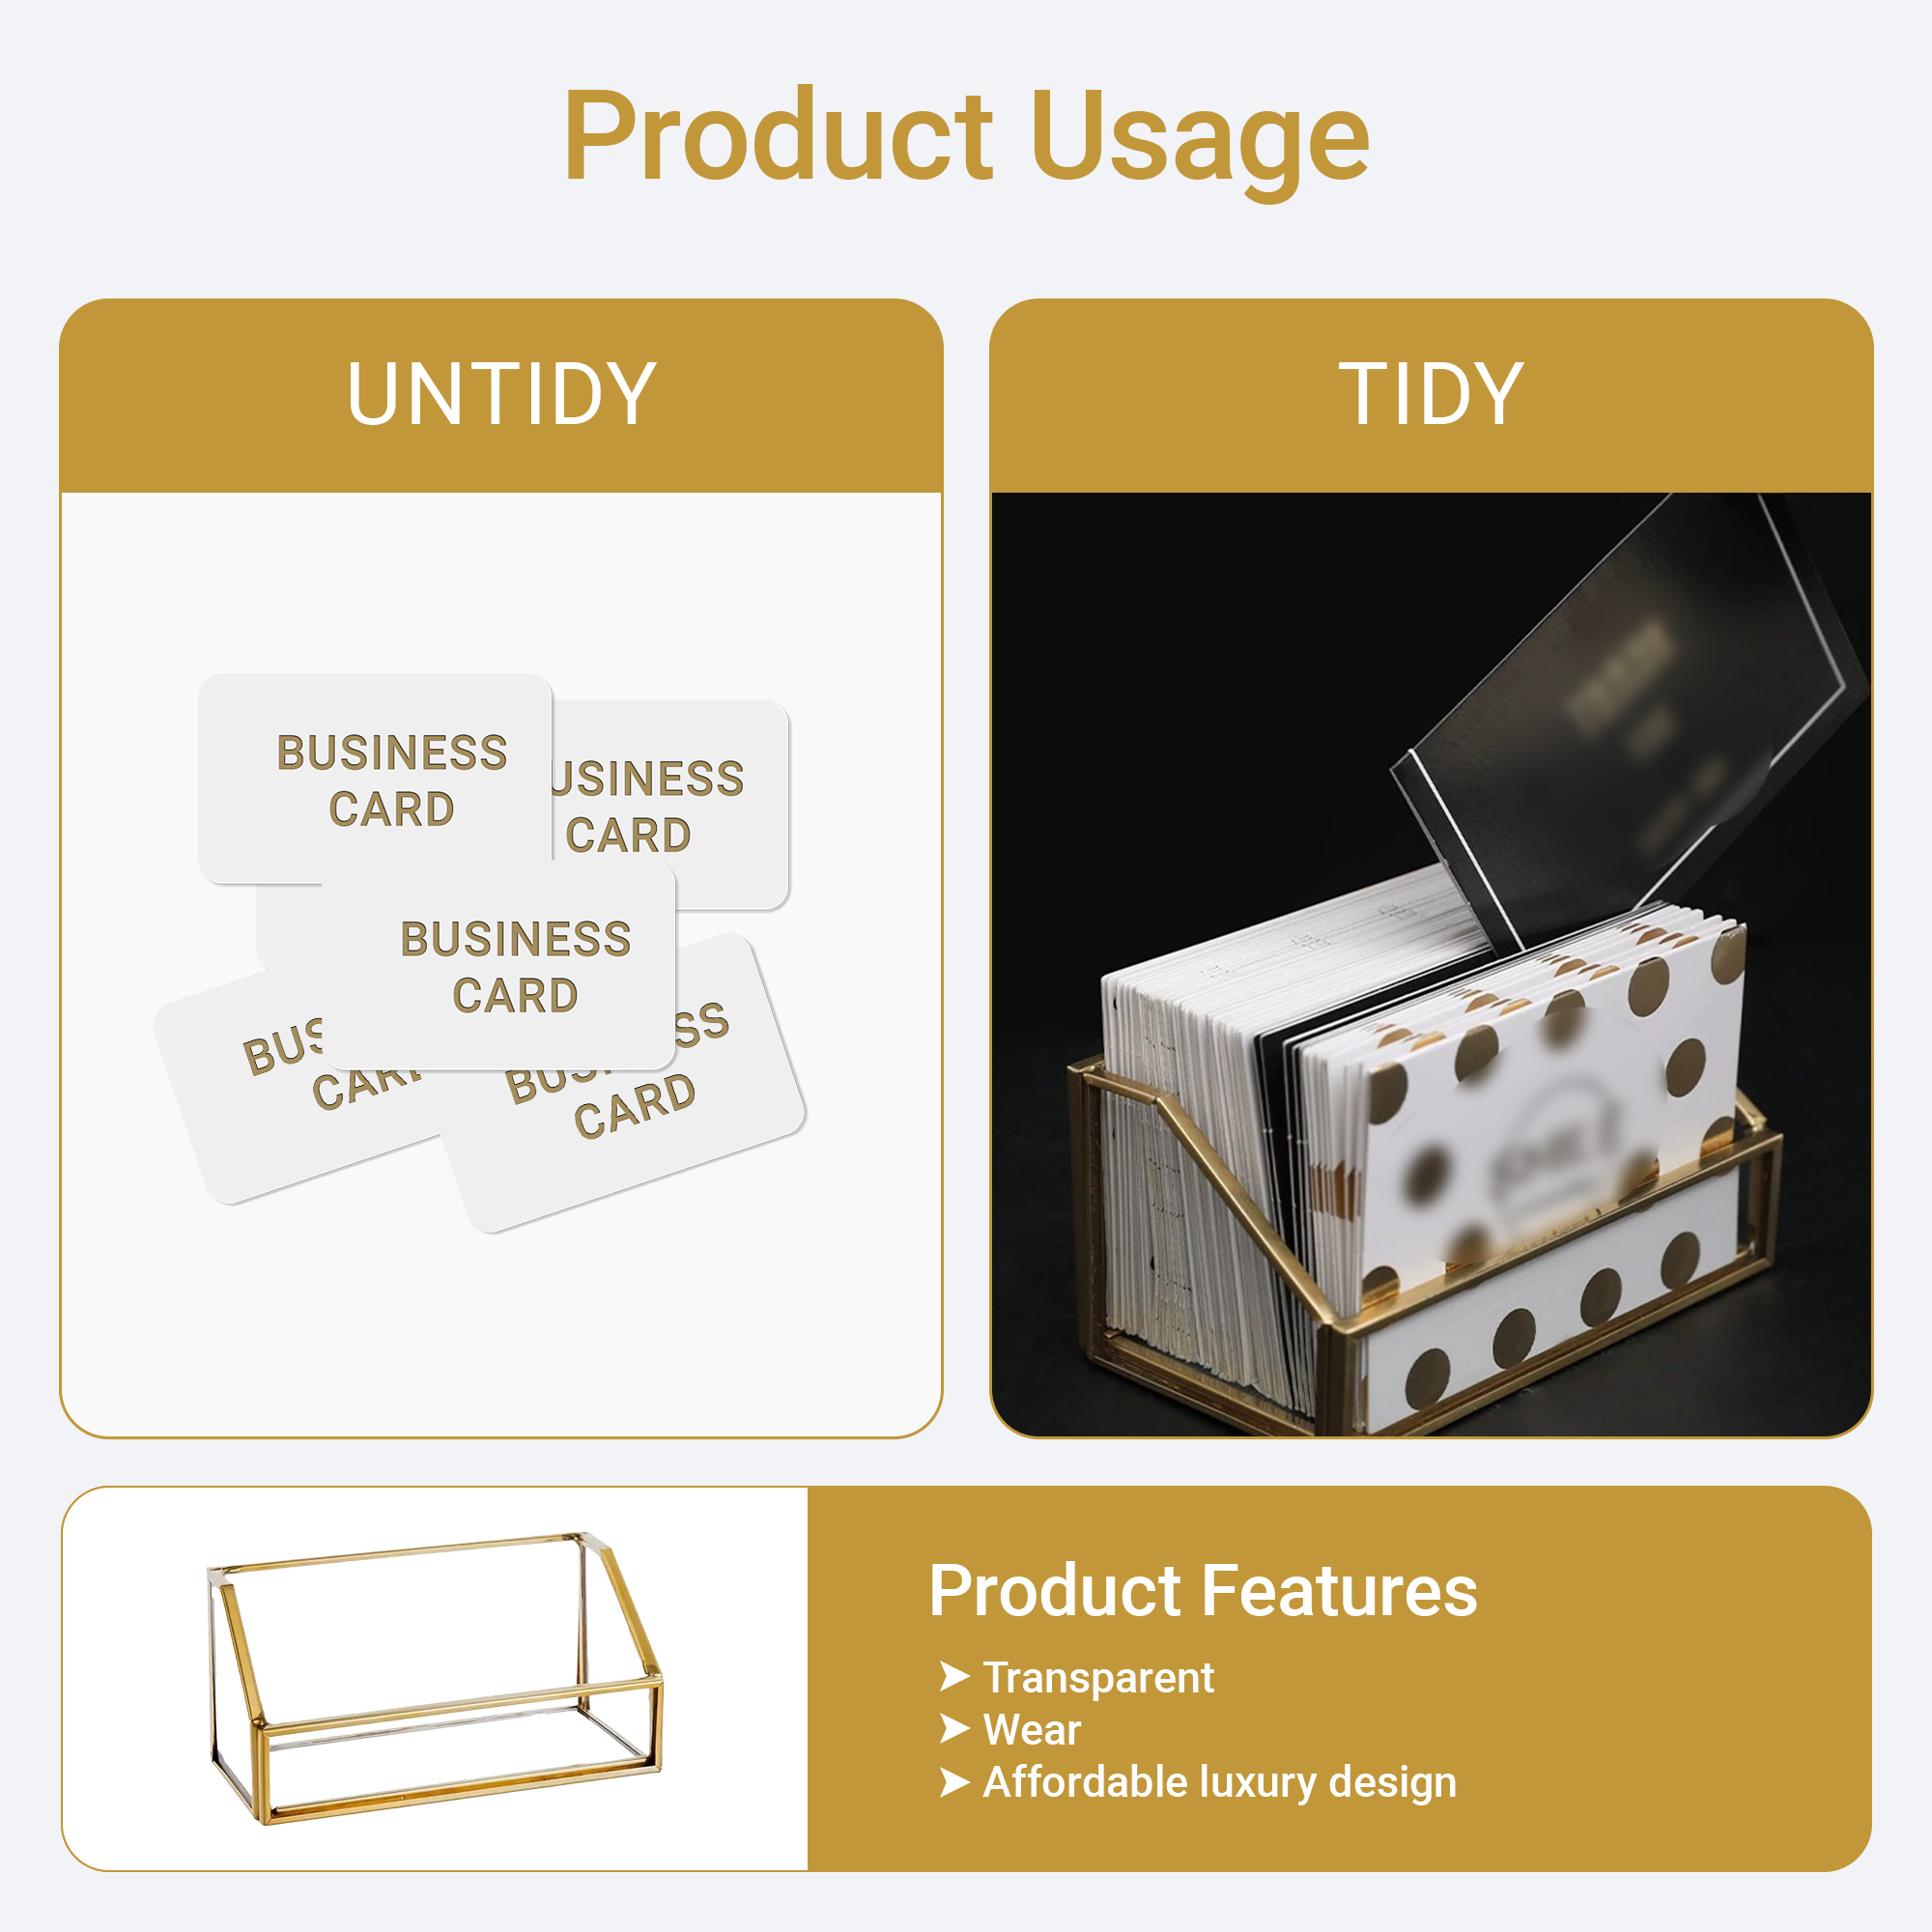 Product Usage
UNTIDY
TIDY
BUSINESS
CARD
USINESS
CARD
BUSINESS
CARD
BUS
CAR
BUS SS
CARD
Product Features
➤ Transparent
➤ Wear
➤ Affordable luxury design